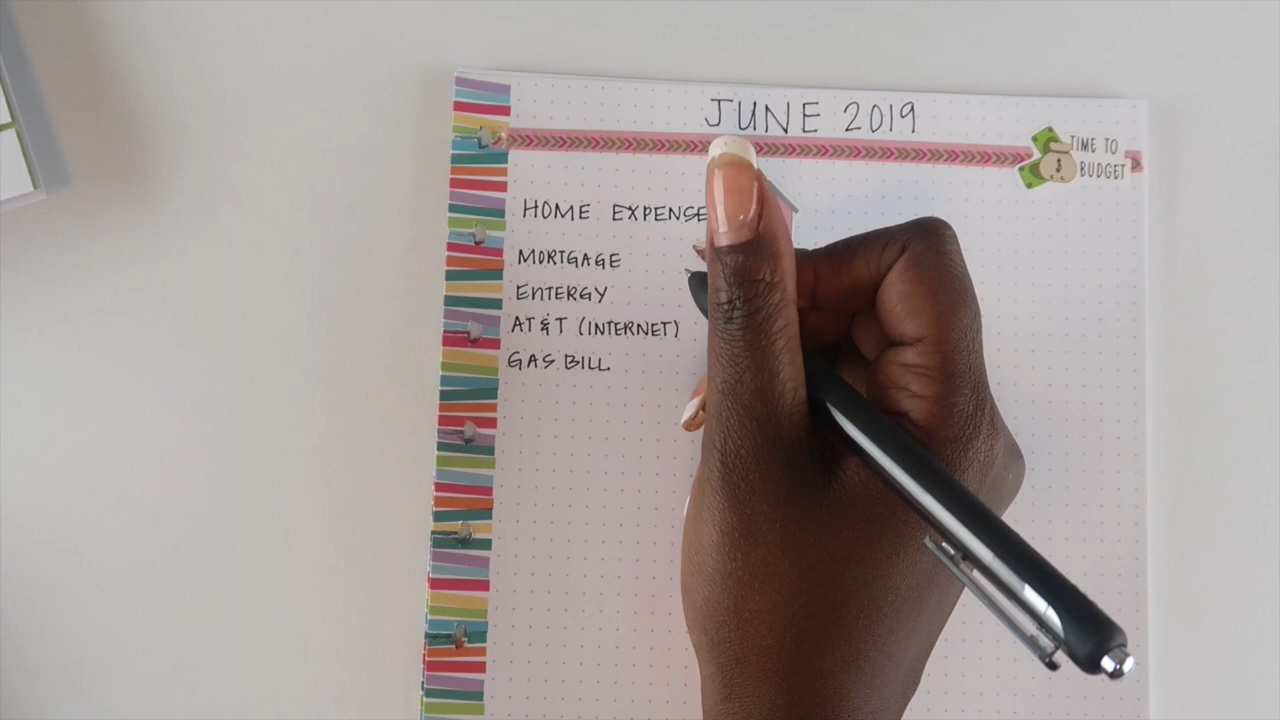 JUNE 2019
TIME TO
BUDGET
HOME EXPENSE
MORTGAGE
ENTERGY
AT&T (INTERNET)
GAS BILL